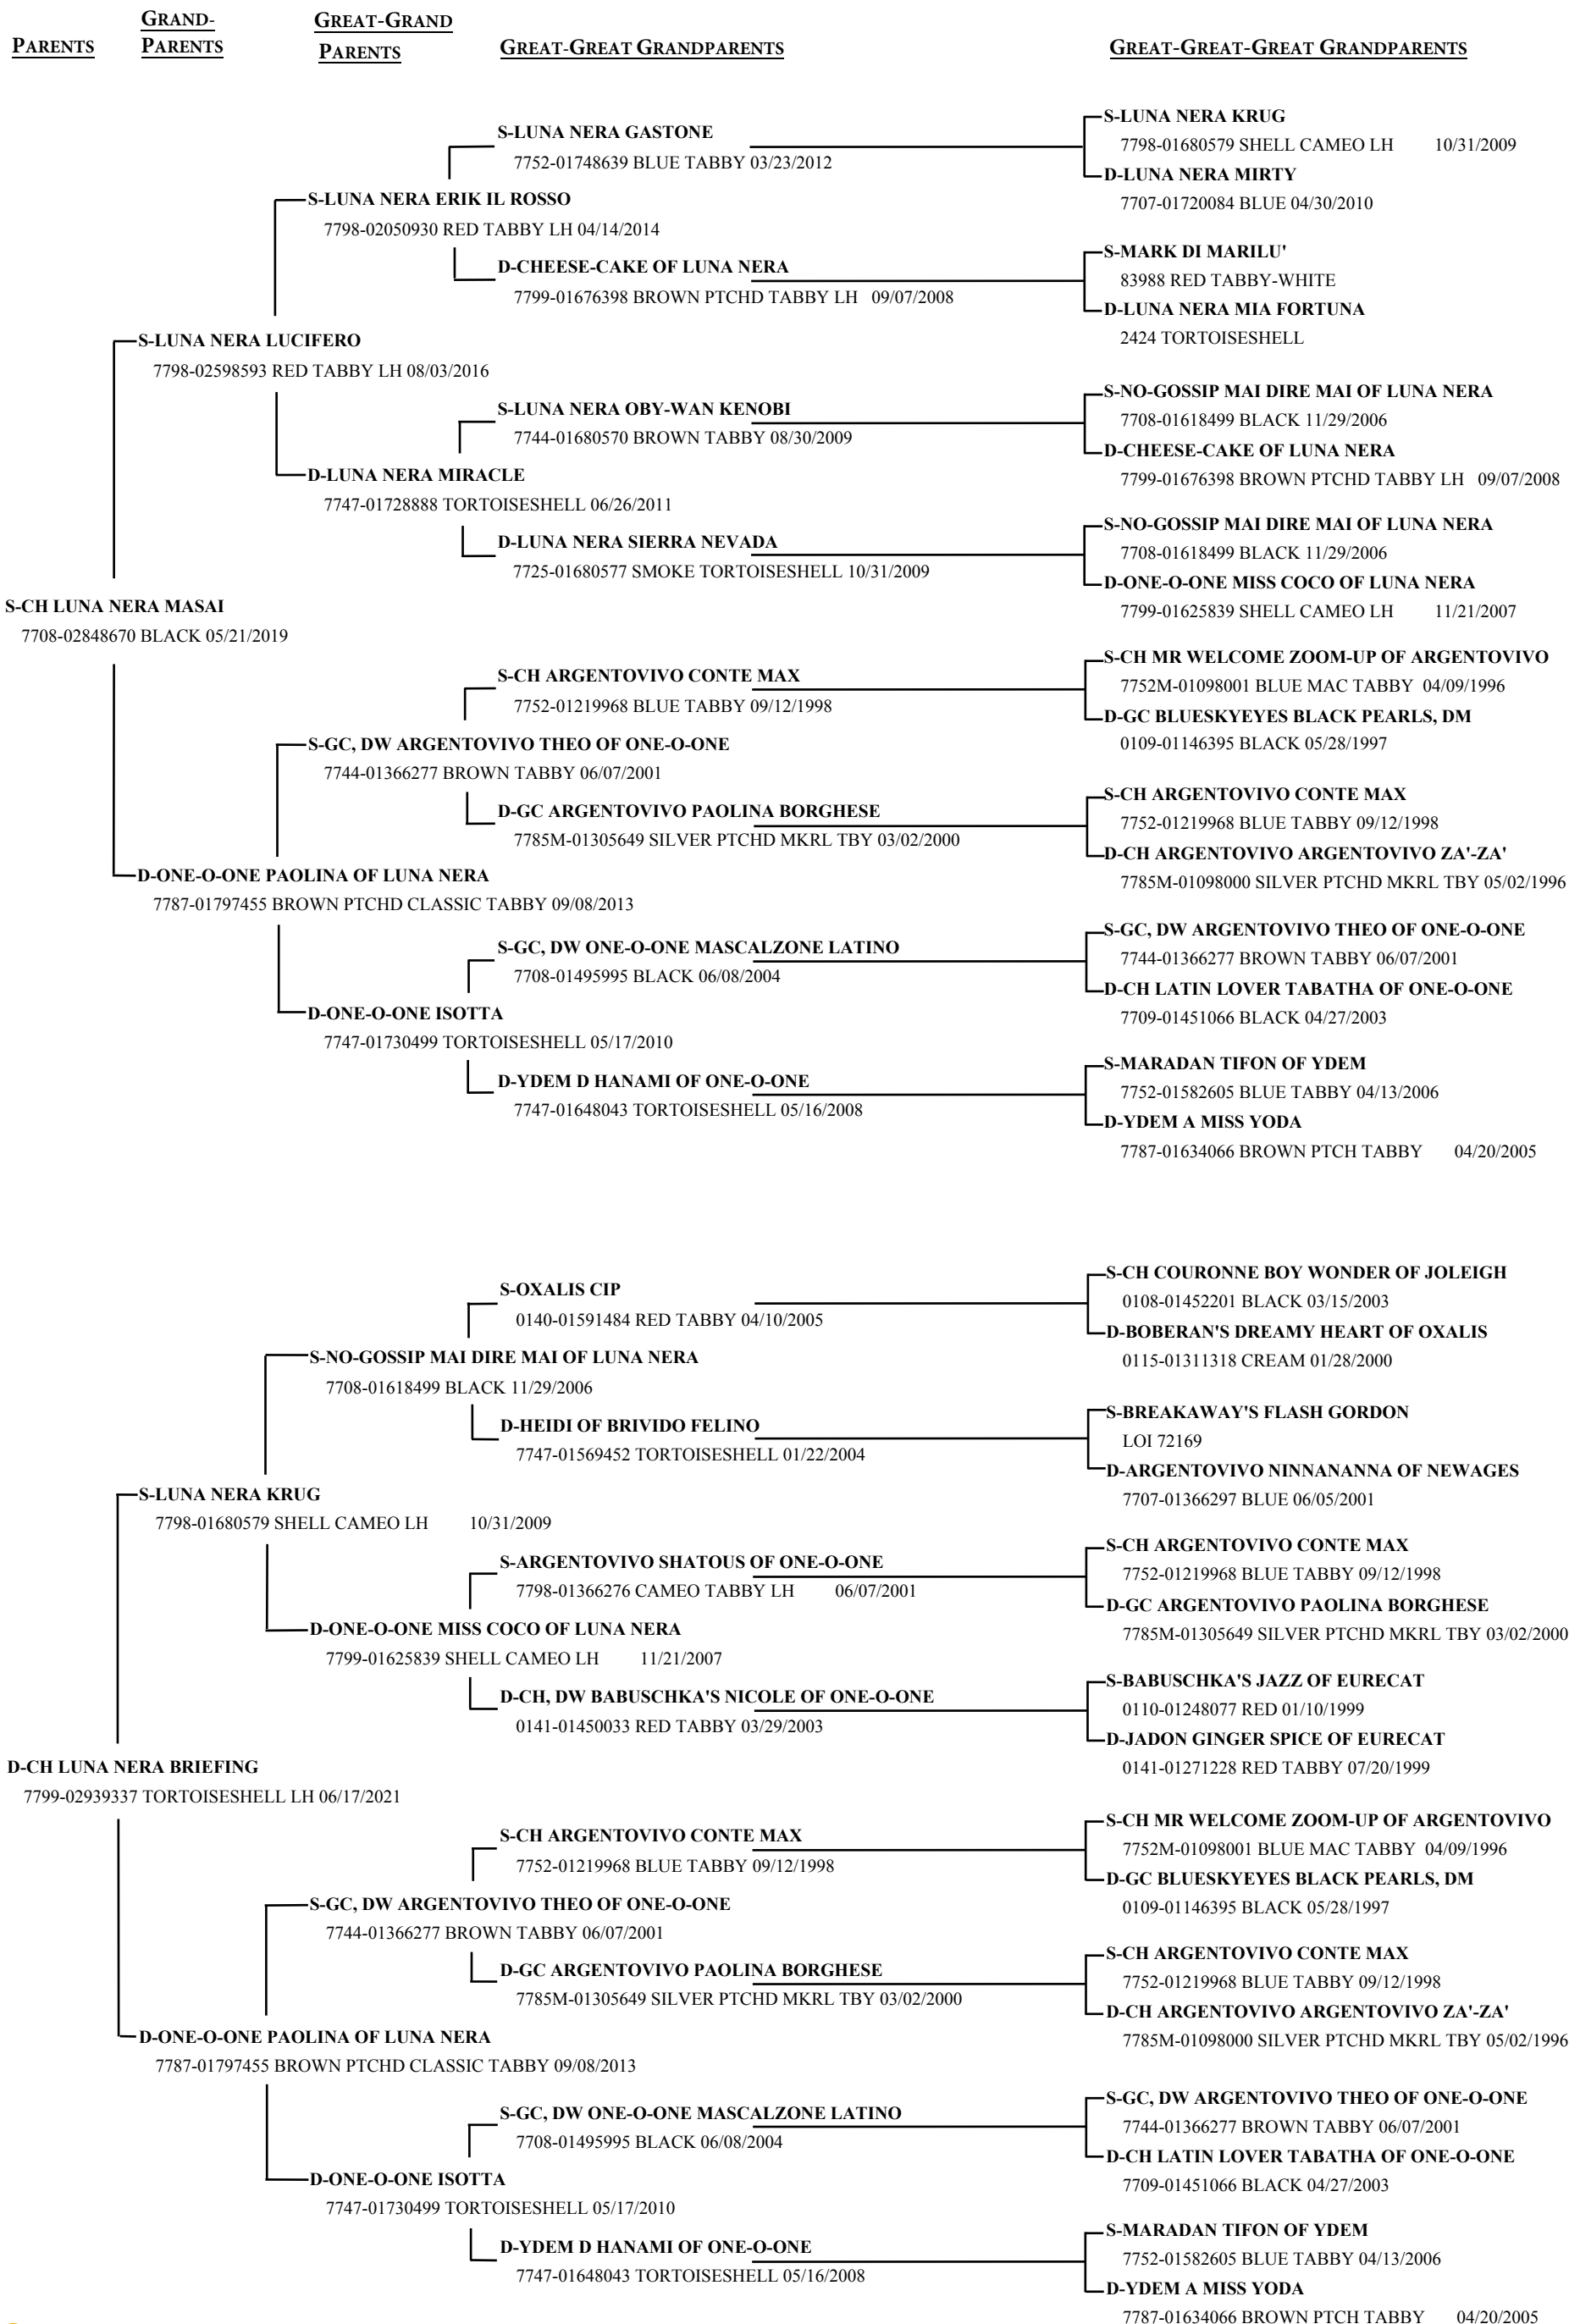 PARENTS
GRAND-
PARENTS
GREAT-GRAND
PARENTS
GREAT-GREAT GRANDPARENTS
GREAT-GREAT-GREAT GRANDPARENTS
S-LUNA NERA KRUG
7798-01680579 SHELL CAMEO LH 10/31/2009
S-LUNA NERA GASTONE
7752-01748639 BLUE TABBY 03/23/2012
D-LUNA NERA MIRTY
7707-01720084 BLUE 04/30/2010
S-LUNA NERA ERIK IL ROSSO
7798-02050930 RED TABBY LH 04/14/2014
S-MARK DI MARILU'
83988 RED TABBY-WHITE
D-CHEESE-CAKE OF LUNA NERA
7799-01676398 BROWN PTCHD TABBY LH 09/07/2008
D-LUNA NERA MIA FORTUNA
2424 TORTOISESHELL
S-LUNA NERA LUCIFERO
7798-02598593 RED TABBY LH 08/03/2016
S-NO-GOSSIP MAI DIRE MAI OF LUNA NERA
7708-01618499 BLACK 11/29/2006
S-LUNA NERA OBY-WAN KENOBI
7744-01680570 BROWN TABBY 08/30/2009
D-CHEESE-CAKE OF LUNA NERA
7799-01676398 BROWN PTCHD TABBY LH 09/07/2008
D-LUNA NERA MIRACLE
7747-01728888 TORTOISESHELL 06/26/2011
S-NO-GOSSIP MAI DIRE MAI OF LUNA NERA
7708-01618499 BLACK 11/29/2006
D-LUNA NERA SIERRA NEVADA
7725-01680577 SMOKE TORTOISESHELL 10/31/2009
D-ONE-O-ONE MISS COCO OF LUNA NERA
7799-01625839 SHELL CAMEO LH 11/21/2007
S-CH LUNA NERA MASAI
7708-02848670 BLACK 05/21/2019
S-CH MR WELCOME ZOOM-UP OF ARGENTOVIVO
7752M-01098001 BLUE MAC TABBY 04/09/1996
S-CH ARGENTOVIVO CONTE MAX
7752-01219968 BLUE TABBY 09/12/1998
D-GC BLUESKYEYES BLACK PEARLS, DM
0109-01146395 BLACK 05/28/1997
S-GC, DW ARGENTOVIVO THEO OF ONE-O-ONE
7744-01366277 BROWN TABBY 06/07/2001
S-CH ARGENTOVIVO CONTE MAX
7752-01219968 BLUE TABBY 09/12/1998
D-GC ARGENTOVIVO PAOLINA BORGHESE
7785M-01305649 SILVER PTCHD MKRL TBY 03/02/2000
D-CH ARGENTOVIVO ARGENTOVIVO ZA'-ZA'
7785M-01098000 SILVER PTCHD MKRL TBY 05/02/1996
D-ONE-O-ONE PAOLINA OF LUNA NERA
7787-01797455 BROWN PTCHD CLASSIC TABBY 09/08/2013
S-GC, DW ARGENTOVIVO THEO OF ONE-O-ONE
7744-01366277 BROWN TABBY 06/07/2001
S-GC, DW ONE-O-ONE MASCALZONE LATINO
7708-01495995 BLACK 06/08/2004
D-CH LATIN LOVER TABATHA OF ONE-O-ONE
7709-01451066 BLACK 04/27/2003
D-ONE-O-ONE ISOTTA
7747-01730499 TORTOISESHELL 05/17/2010
S-MARADAN TIFON OF YDEM
7752-01582605 BLUE TABBY 04/13/2006
D-YDEM D HANAMI OF ONE-O-ONE
7747-01648043 TORTOISESHELL 05/16/2008
D-YDEM A MISS YODA
7787-01634066 BROWN PTCH TABBY 04/20/2005
S-CH COURONNE BOY WONDER OF JOLEIGH
0108-01452201 BLACK 03/15/2003
S-OXALIS CIP
0140-01591484 RED TABBY 04/10/2005
D-BOBERAN'S DREAMY HEART OF OXALIS
0115-01311318 CREAM 01/28/2000
S-NO-GOSSIP MAI DIRE MAI OF LUNA NERA
7708-01618499 BLACK 11/29/2006
S-BREAKAWAY'S FLASH GORDON
LOI 72169
D-HEIDI OF BRIVIDO FELINO
7747-01569452 TORTOISESHELL 01/22/2004
D-ARGENTOVIVO NINNANANNA OF NEWAGES
7707-01366297 BLUE 06/05/2001
S-LUNA NERA KRUG
7798-01680579 SHELL CAMEO LH 10/31/2009
S-CH ARGENTOVIVO CONTE MAX
7752-01219968 BLUE TABBY 09/12/1998
S-ARGENTOVIVO SHATOUS OF ONE-O-ONE
7798-01366276 CAMEO TABBY LH 06/07/2001
D-GC ARGENTOVIVO PAOLINA BORGHESE
7785M-01305649 SILVER PTCHD MKRL TBY 03/02/2000
D-ONE-O-ONE MISS COCO OF LUNA NERA
7799-01625839 SHELL CAMEO LH 11/21/2007
S-BABUSCHKA'S JAZZ OF EURECAT
0110-01248077 RED 01/10/1999
D-CH, DW BABUSCHKA'S NICOLE OF ONE-O-ONE
0141-01450033 RED TABBY 03/29/2003
D-JADON GINGER SPICE OF EURECAT
0141-01271228 RED TABBY 07/20/1999
D-CH LUNA NERA BRIEFING
7799-02939337 TORTOISESHELL LH 06/17/2021
S-CH MR WELCOME ZOOM-UP OF ARGENTOVIVO
7752M-01098001 BLUE MAC TABBY 04/09/1996
S-CH ARGENTOVIVO CONTE MAX
7752-01219968 BLUE TABBY 09/12/1998
D-GC BLUESKYEYES BLACK PEARLS, DM
0109-01146395 BLACK 05/28/1997
S-GC, DW ARGENTOVIVO THEO OF ONE-O-ONE
7744-01366277 BROWN TABBY 06/07/2001
S-CH ARGENTOVIVO CONTE MAX
7752-01219968 BLUE TABBY 09/12/1998
D-GC ARGENTOVIVO PAOLINA BORGHESE
7785M-01305649 SILVER PTCHD MKRL TBY 03/02/2000
D-CH ARGENTOVIVO ARGENTOVIVO ZA'-ZA'
7785M-01098000 SILVER PTCHD MKRL TBY 05/02/1996
D-ONE-O-ONE PAOLINA OF LUNA NERA
7787-01797455 BROWN PTCHD CLASSIC TABBY 09/08/2013
S-GC, DW ARGENTOVIVO THEO OF ONE-O-ONE
7744-01366277 BROWN TABBY 06/07/2001
S-GC, DW ONE-O-ONE MASCALZONE LATINO
7708-01495995 BLACK 06/08/2004
D-CH LATIN LOVER TABATHA OF ONE-O-ONE
7709-01451066 BLACK 04/27/2003
D-ONE-O-ONE ISOTTA
7747-01730499 TORTOISESHELL 05/17/2010
S-MARADAN TIFON OF YDEM
7752-01582605 BLUE TABBY 04/13/2006
D-YDEM D HANAMI OF ONE-O-ONE
7747-01648043 TORTOISESHELL 05/16/2008
D-YDEM A MISS YODA
7787-01634066 BROWN PTCH TABBY 04/20/2005